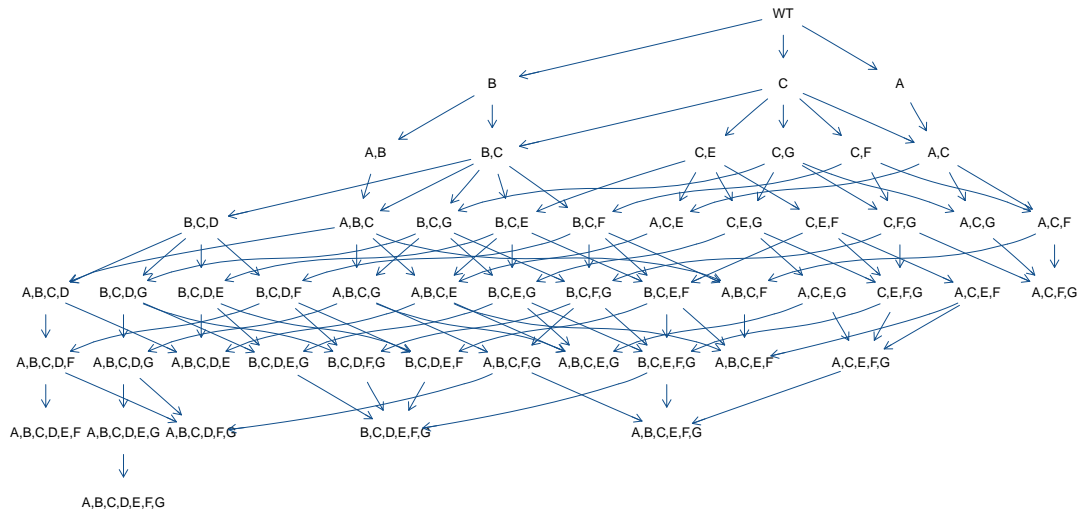 WT
B C A
A,B B,C C,E C,G C,F A,C
B,C,D A,B,C B,C,G B,C,E B,C,F A,C,E C,E,G C,E,F C,F,G A,C,G A,C,F
A,B,C,D B,C,D,G B,C,D,E B,C,D,F A,B,C,G A,B,C,E B,C,E,G B,C,F,G B,C,E,F A,B,C,F A,C,E,G C,E,F,G A,C,E,F A,C,F,G
A,B,C,D,F A,B,C,D,G A,B,C,D,E B,C,D,E,G B,C,D,F,G B,C,D,E,F A,B,C,F,G A,B,C,E,G B,C,E,F,G A,B,C,E,F A,C,E,F,G
A,B,C,D,E,F A,B,C,D,E,G A,B,C,D,F,G B,C,D,E,F,G A,B,C,E,F,G
A,B,C,D,E,F,G